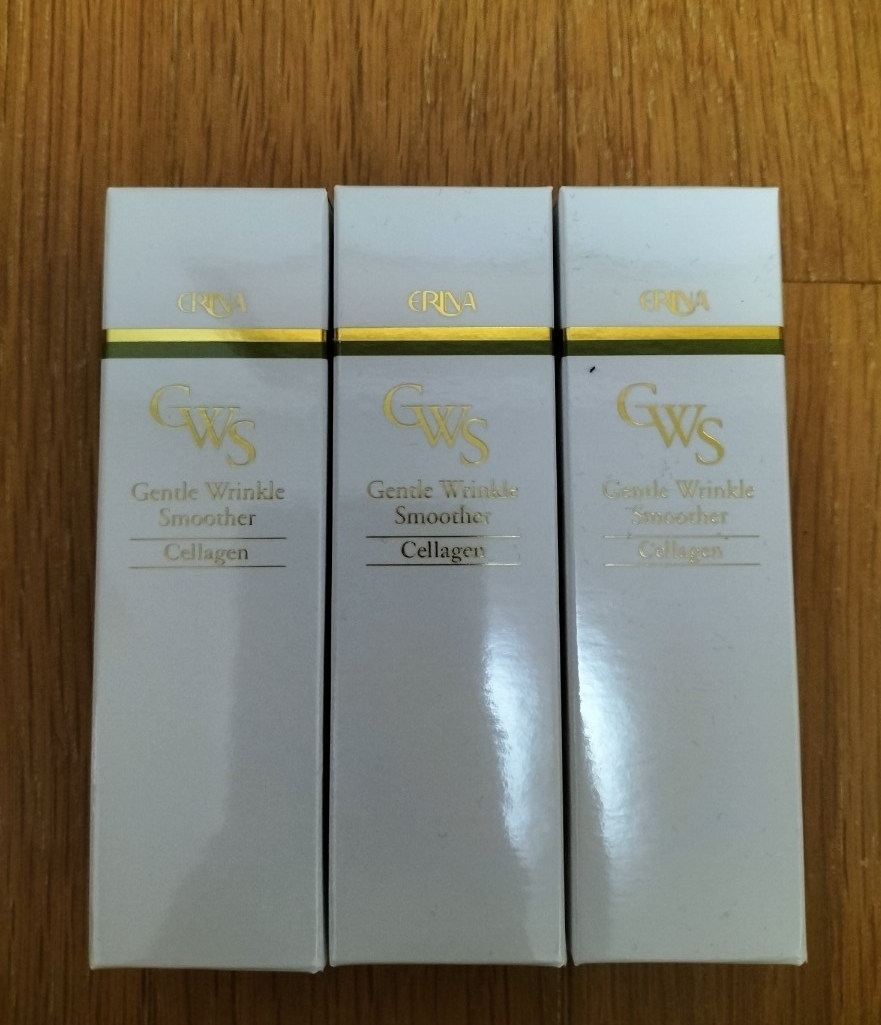 ERINA
GWS
Gentle Wrinkle
Smoother
Cellagen
ERINA
GWS
Gentle Wrinkle
Smoother
Cellagen
ERINA
GWS
Gentle Wrinkle
Smoother
Cellagen